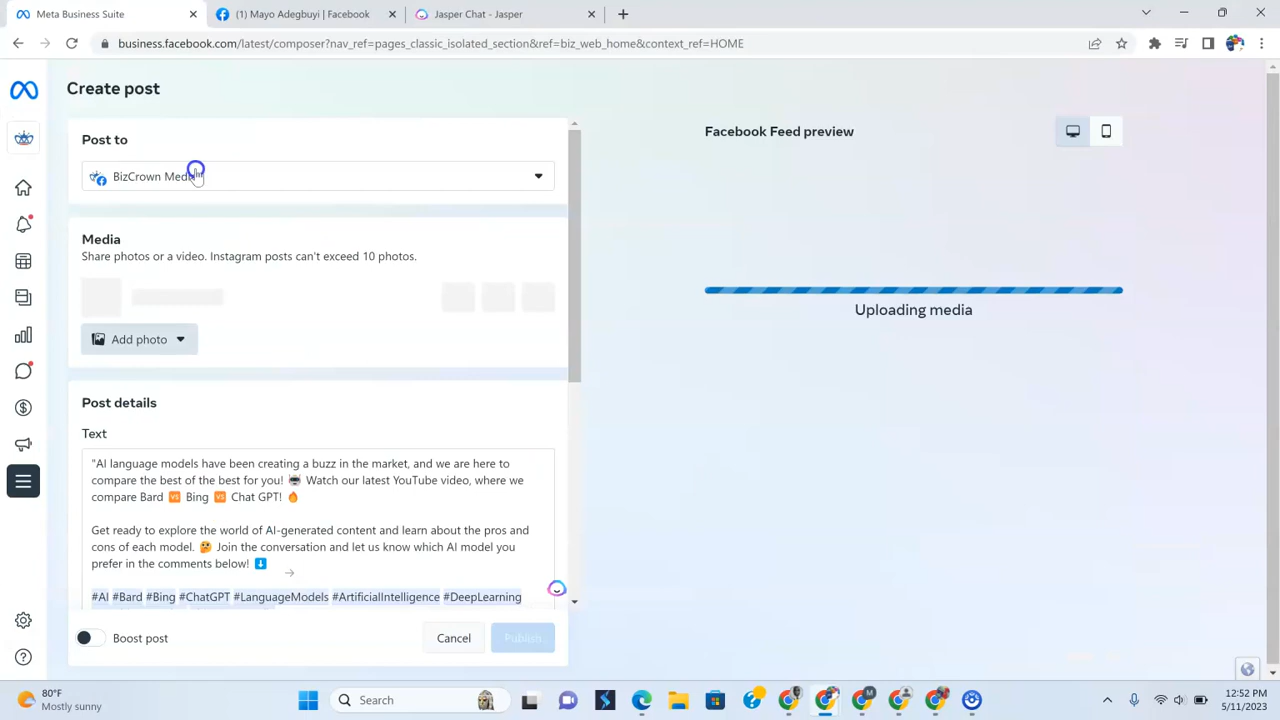 Meta Business Suite
(1) Mayo Adegbuyi | Facebook
Jasper Chat - Jasper
business.facebook.com/latest/composer?nav_ref=pages_classic_isolated_section&ref=biz_web_home&context_ref=HOME
Create post
Post to
BizCrown Media
Media
Share photos or a video. Instagram posts can't exceed 10 photos.
Add photo
Post details
Text
"AI language models have been creating a buzz in the market, and we are here to
compare the best of the best for you! Watch our latest YouTube video, where we
compare Bard 🆚 Bing 🆚 Chat GPT! 🔥
Get ready to explore the world of AI-generated content and learn about the pros and
cons of each model. 🤔 Join the conversation and let us know which AI model you
prefer in the comments below! ⬇️
#AI #Bard #Bing #ChatGPT #LanguageModels #ArtificialIntelligence #DeepLearning
Boost post
Cancel
Publish
Facebook Feed preview
Uploading media
80°F
Mostly sunny
Search
12:52 PM
5/11/2023